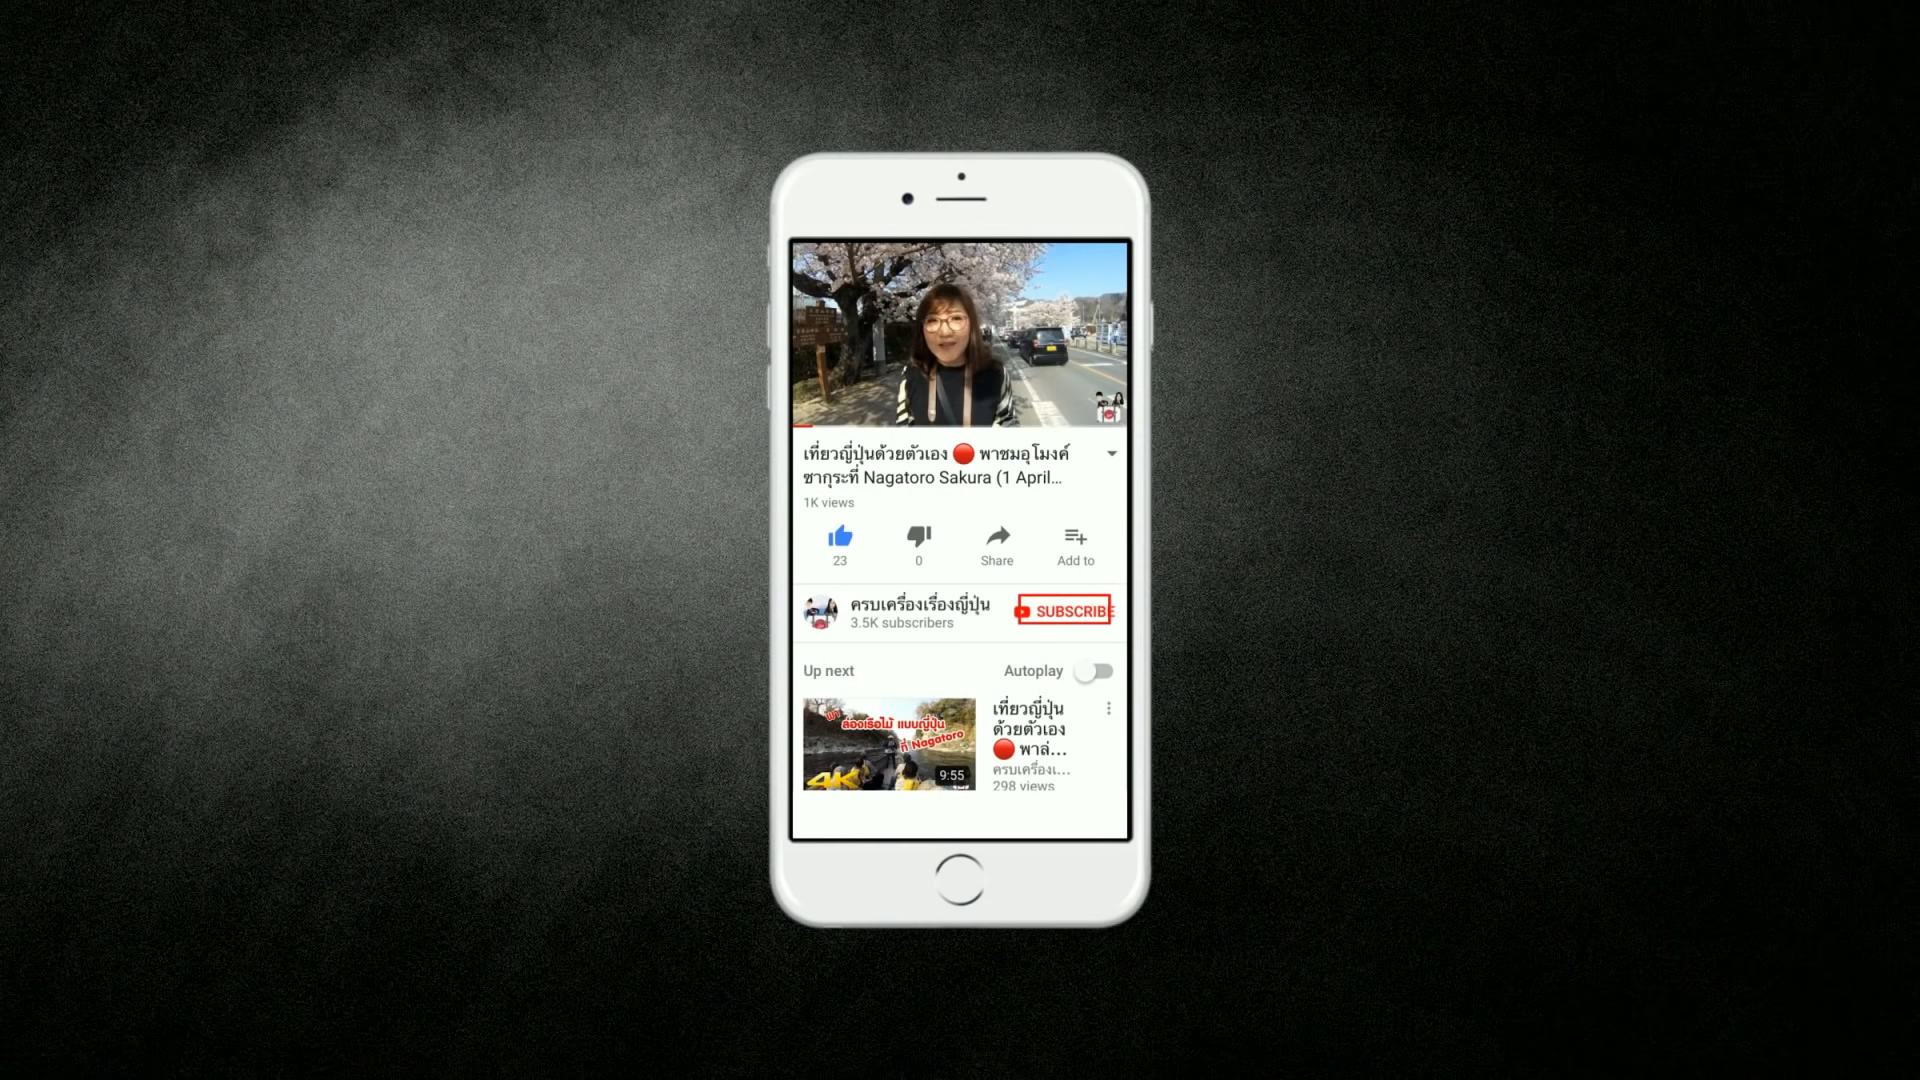 เที่ยวญี่ปุ่นด้วยตัวเอง 🔴 พาชมอุโมงค์
ซากุระที่ Nagatoro Sakura (1 April...
1K views
23
0
Share
Add to
ครบเครื่องเรื่องญี่ปุ่น
3.5K subscribers
SUBSCRIBE
Up next
Autoplay
พา
ล่องเรือไม้ แบบญี่ปุ่น
ที่ Nagatoro
4K
9:55
เที่ยวญี่ปุ่น
ด้วยตัวเอง
🔴 พาล่...
ครบเครื่องเ...
298 views